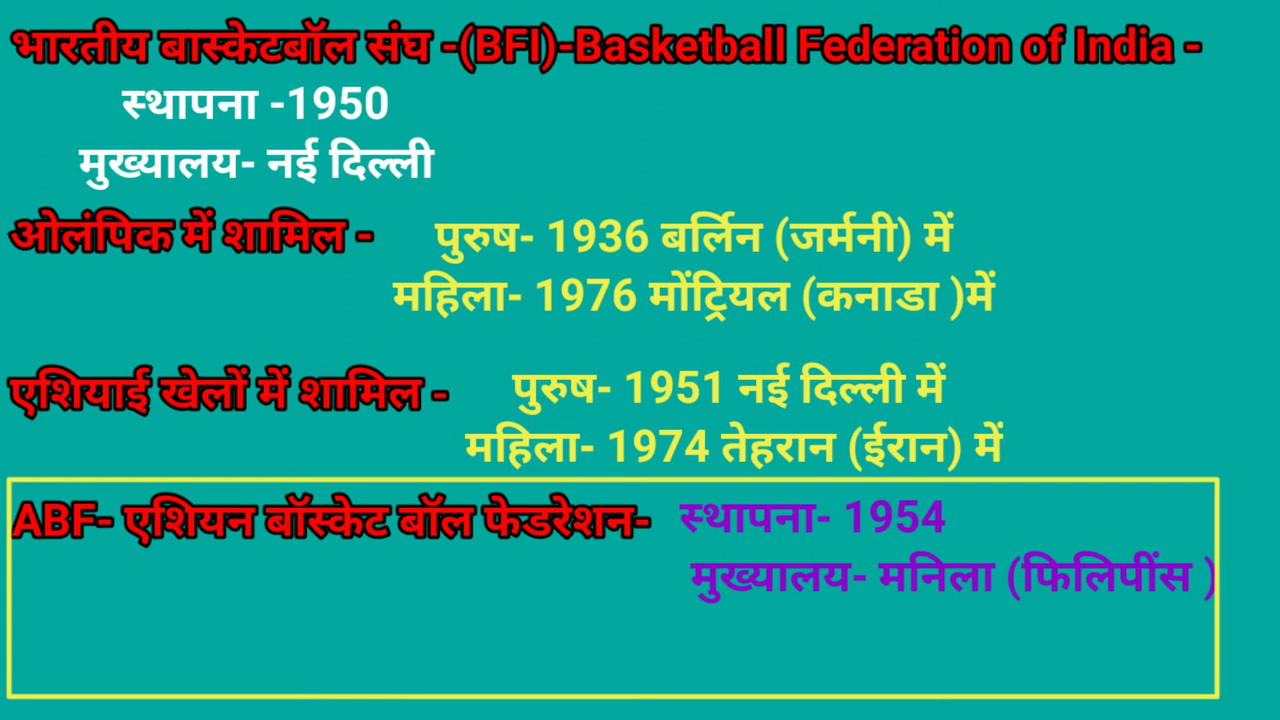 भारतीय बास्केटबॉल संघ -(BFI)-Basketball Federation of India -
स्थापना -1950
मुख्यालय- नई दिल्ली
ओलंपिक में शामिल - पुरुष- 1936 बर्लिन (जर्मनी) में
महिला- 1976 मोंट्रियल (कनाडा )में
एशियाई खेलों में शामिल - पुरुष- 1951 नई दिल्ली में
महिला- 1974 तेहरान (ईरान) में
ABF- एशियन बॉस्केट बॉल फेडरेशन- स्थापना- 1954
मुख्यालय- मनिला (फिलिपींस )